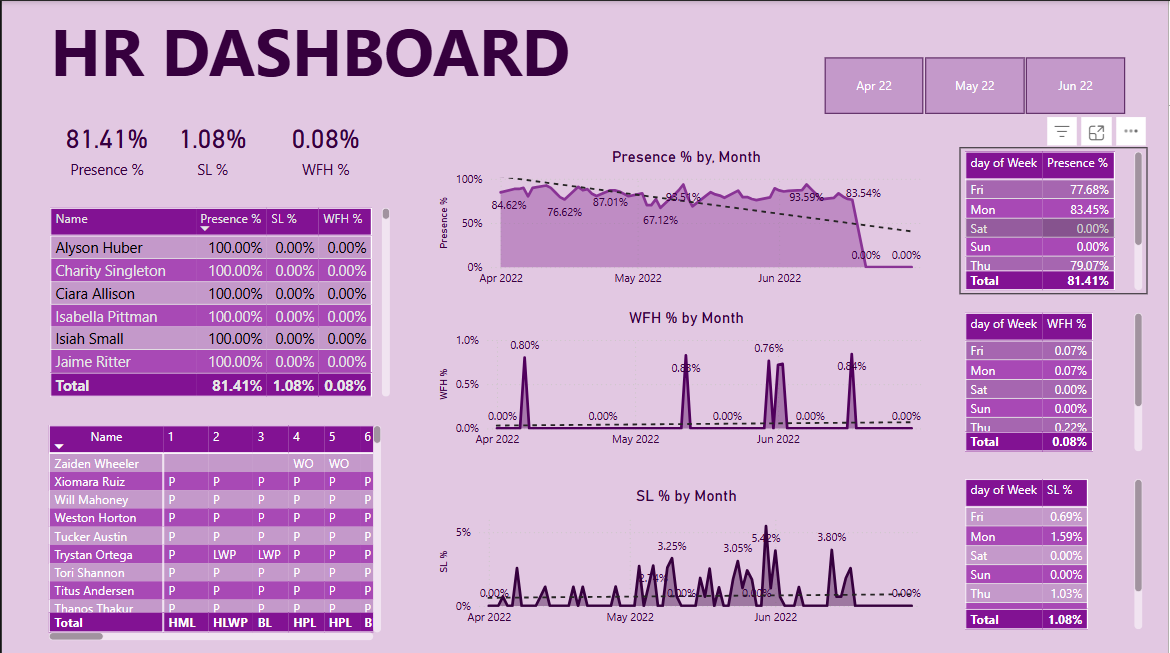 HR DASHBOARD
Apr 22 May 22 Jun 22
81.41% 1.08% 0.08%
Presence % SL % WFH %
Name Presence % SL % WFH %
Alyson Huber 100.00% 0.00% 0.00%
Charity Singleton 100.00% 0.00% 0.00%
Ciara Allison 100.00% 0.00% 0.00%
Isabella Pittman 100.00% 0.00% 0.00%
Isiah Small 100.00% 0.00% 0.00%
Jaime Ritter 100.00% 0.00% 0.00%
Total 81.41% 1.08% 0.08%
Name 1 2 3 4 5 6
Zaiden Wheeler WO WO
Xiomara Ruiz P P P P P P
Will Mahoney P P P P P P
Weston Horton P P P P P P
Tucker Austin P P P P P P
Trystan Ortega P LWP LWP P P P
Tori Shannon P P P P P P
Titus Andersen P P P P P P
Thanos Thakur P P P P P P
Total HML HLWP BL HPL HPL B
Presence % by, Month
Presence %
100%
50%
0%
84.62% 76.62% 87.01% 67.12% 93.59% 83.54% 0.00% 0.00%
Apr 2022 May 2022 Jun 2022
WFH % by Month
WFH %
1.0%
0.5%
0.0%
0.00% 0.80% 0.00% 0.83% 0.00% 0.76% 0.00% 0.84% 0.00%
Apr 2022 May 2022 Jun 2022
SL % by Month
SL %
5%
0%
0.00% 3.25% 0.00% 3.05% 0.00% 5.42% 3.80% 0.00%
Apr 2022 May 2022 Jun 2022
day of Week Presence %
Fri 77.68%
Mon 83.45%
Sat 0.00%
Sun 0.00%
Thu 79.07%
Total 81.41%
day of Week WFH %
Fri 0.07%
Mon 0.07%
Sat 0.00%
Sun 0.00%
Thu 0.22%
Total 0.08%
day of Week SL %
Fri 0.69%
Mon 1.59%
Sat 0.00%
Sun 0.00%
Thu 1.03%
Total 1.08%